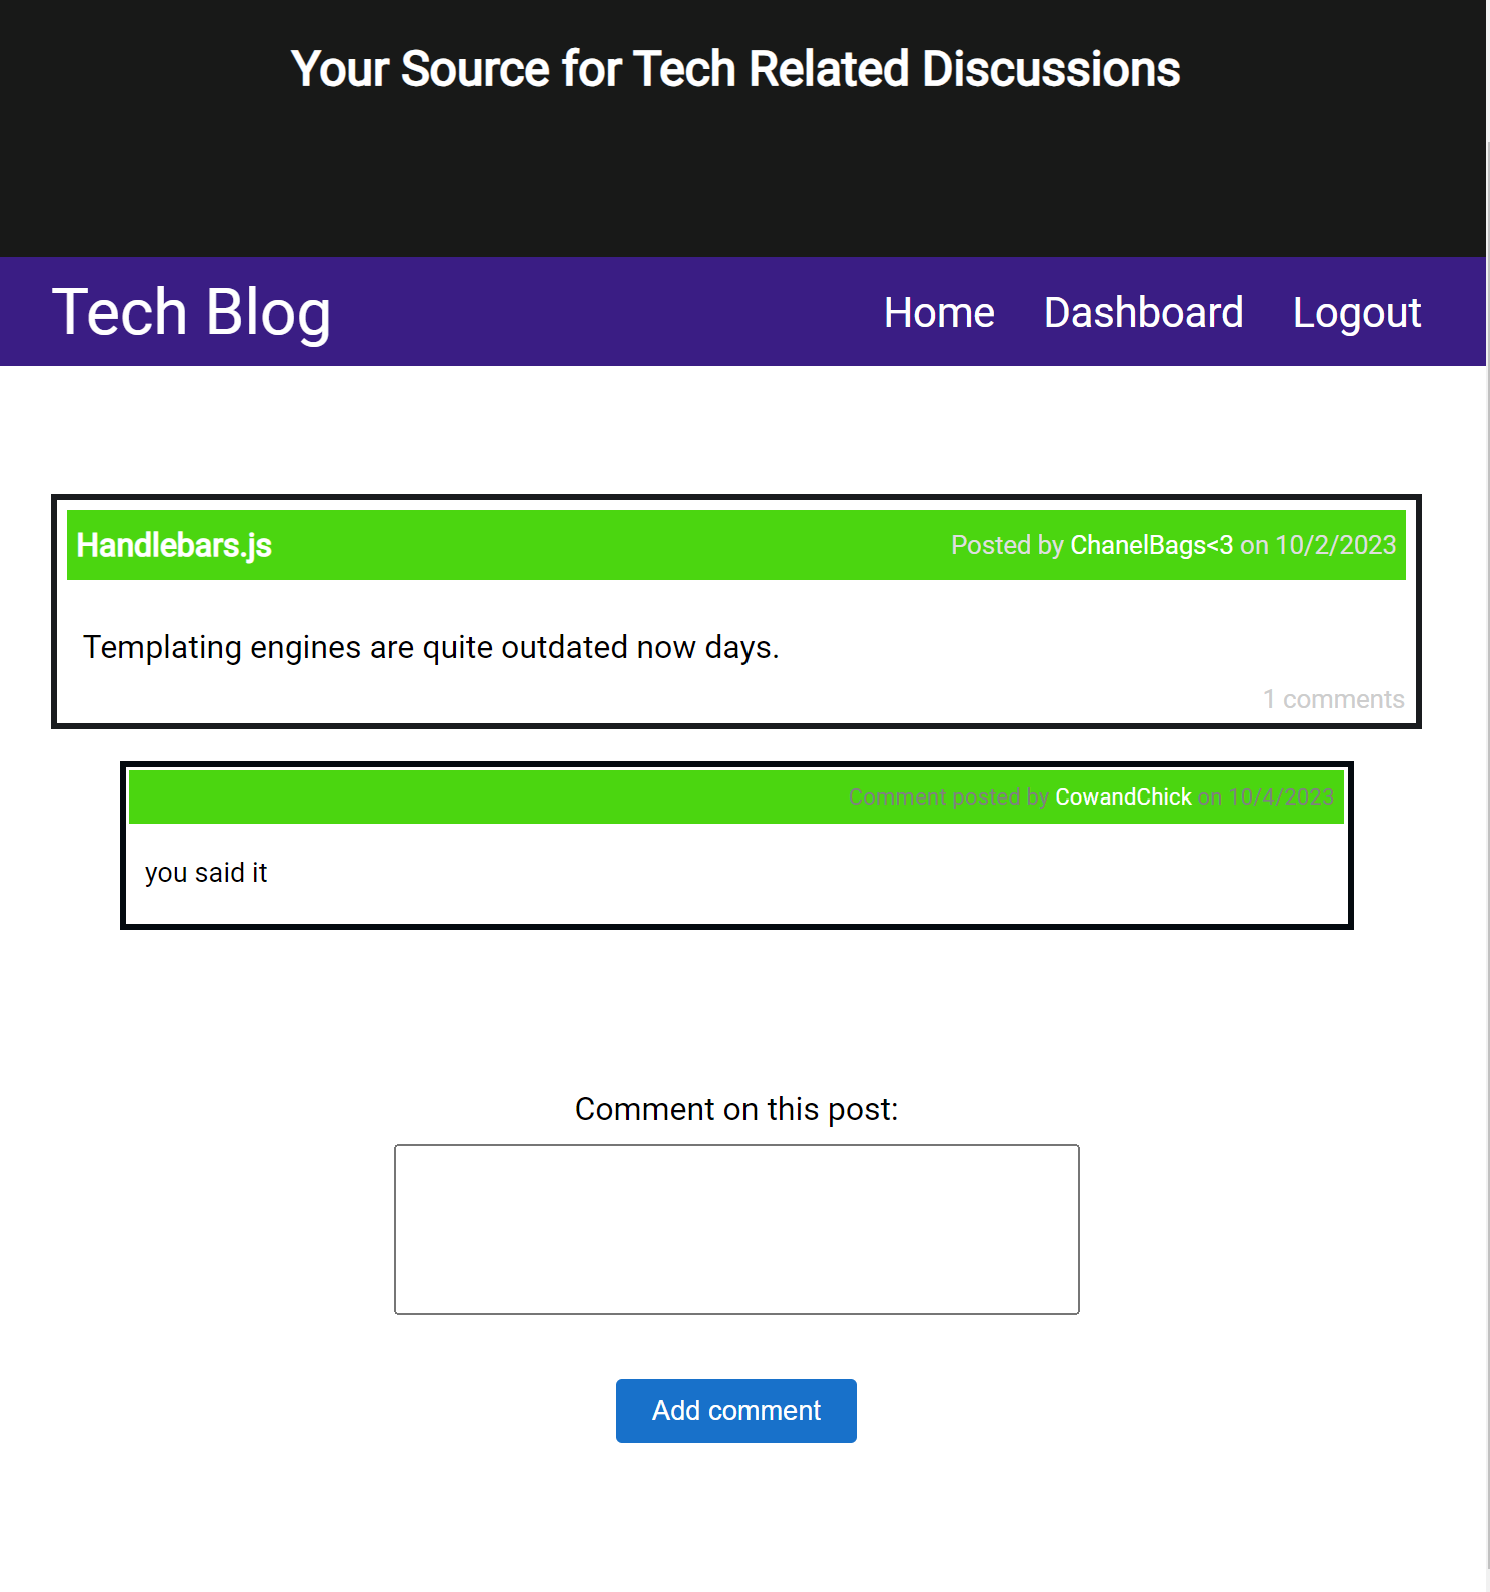 Your Source for Tech Related Discussions
Tech Blog Home Dashboard Logout
Handlebars.js Posted by ChanelBags<3 on 10/2/2023
Templating engines are quite outdated now days.
1 comments
Comment posted by CowandChick on 10/4/2023
you said it
Comment on this post:
Add comment